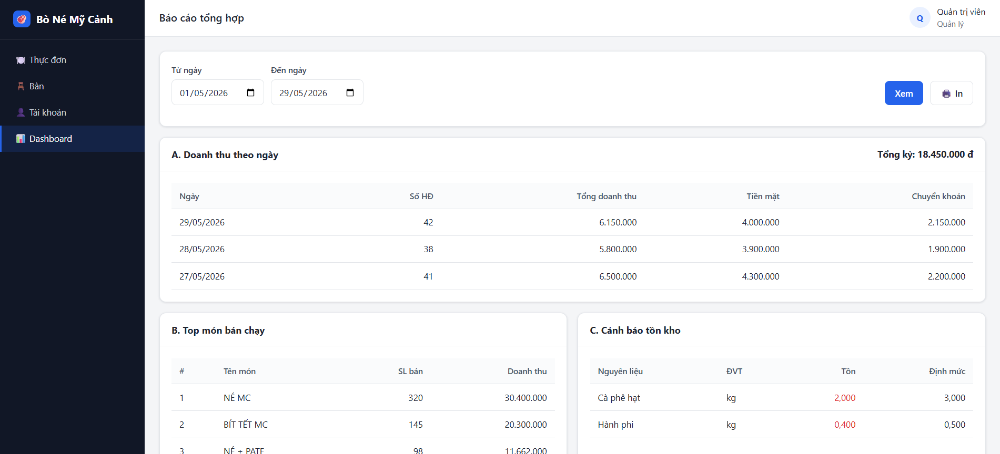 Bò Né Mỹ Cảnh
Thực đơn
Bàn
Tài khoản
Dashboard
Báo cáo tổng hợp
Q
Quản trị viên
Quản lý
Từ ngày
Đến ngày
01/05/2026
29/05/2026
Xem
In
A. Doanh thu theo ngày
Tổng kỳ: 18.450.000 đ
Ngày Số HĐ Tổng doanh thu Tiền mặt Chuyển khoản
29/05/2026 42 6.150.000 4.000.000 2.150.000
28/05/2026 38 5.800.000 3.900.000 1.900.000
27/05/2026 41 6.500.000 4.300.000 2.200.000
B. Top món bán chạy
# Tên món SL bán Doanh thu
1 NÉ MC 320 30.400.000
2 BÍT TẾT MC 145 20.300.000
3 NÉ + PATE 98 11.662.000
C. Cảnh báo tồn kho
Nguyên liệu ĐVT Tồn Định mức
Cà phê hạt kg 2,000 3,000
Hành phi kg 0,400 0,500